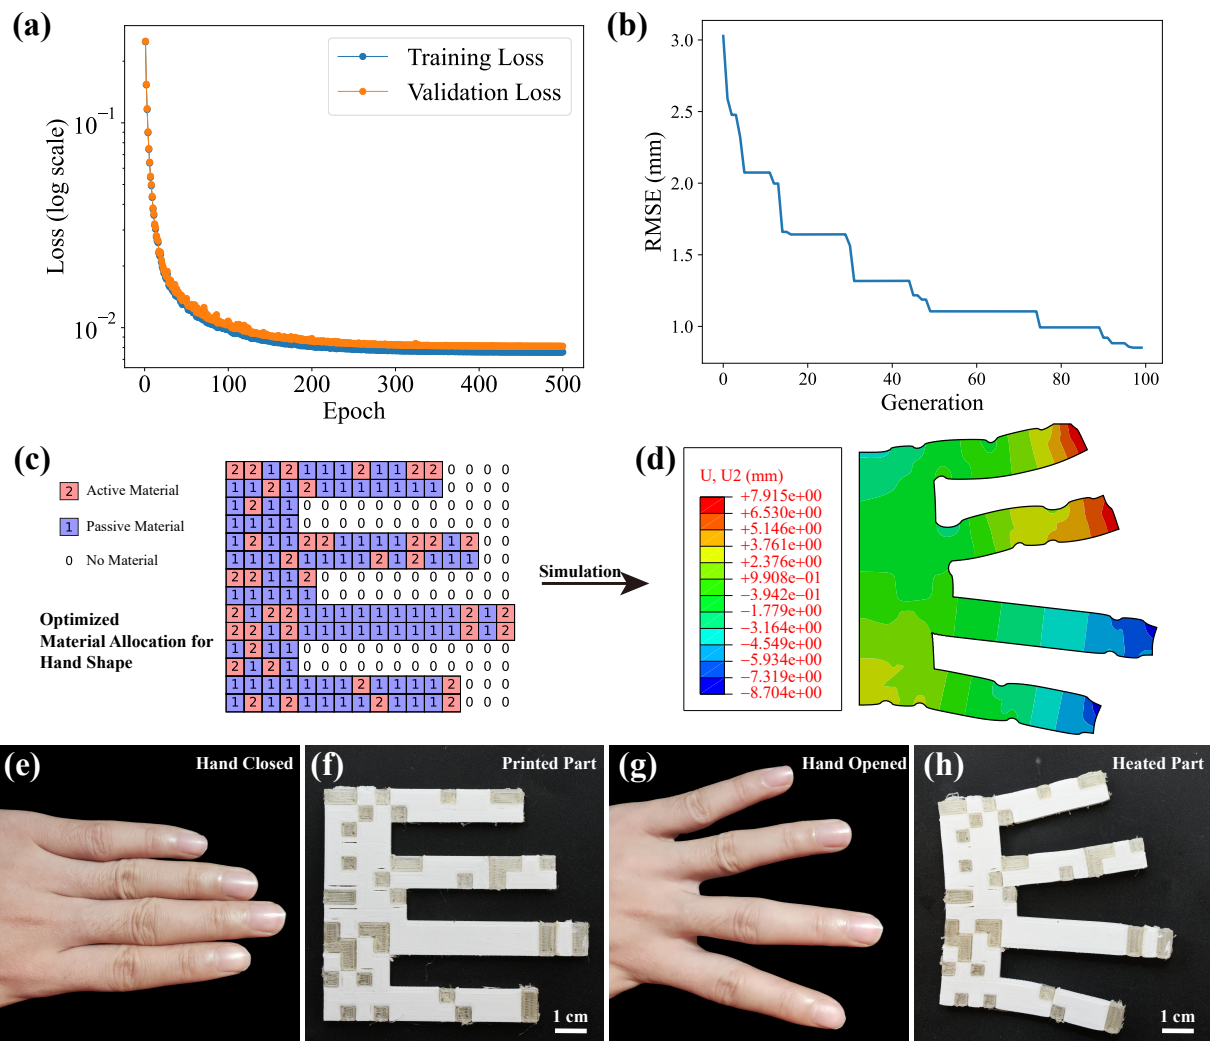 (a)
Training Loss
Validation Loss
10⁻¹
10⁻²
Loss (log scale)
0 100 200 300 400 500
Epoch
(b)
3.0
2.5
2.0
1.5
1.0
RMSE (mm)
0 20 40 60 80 100
Generation
(c)
2 Active Material
1 Passive Material
0 No Material
Optimized
Material Allocation for
Hand Shape
2 2 1 2 1 1 1 2 1 1 2 2 0 0 0 0
1 1 2 1 2 1 1 1 1 1 1 1 0 0 0 0
1 2 1 1 0 0 0 0 0 0 0 0 0 0 0 0
1 1 1 1 0 0 0 0 0 0 0 0 0 0 0 0
1 2 1 1 2 2 1 1 1 1 2 2 1 2 0 0
1 1 1 2 1 1 1 1 2 1 2 1 1 1 0 0
2 2 1 1 2 0 0 0 0 0 0 0 0 0 0 0
1 1 1 1 1 0 0 0 0 0 0 0 0 0 0 0
2 1 2 2 1 1 1 1 1 1 1 1 1 2 1 2
2 2 1 2 1 1 1 1 1 1 1 1 1 2 1 2
1 2 1 1 0 0 0 0 0 0 0 0 0 0 0 0
2 1 2 1 0 0 0 0 0 0 0 0 0 0 0 0
1 1 1 1 1 1 1 2 1 1 1 1 2 0 0 0
1 2 1 2 1 1 1 1 2 1 1 1 2 0 0 0
Simulation
(d)
U, U2 (mm)
+7.915e+00
+6.530e+00
+5.146e+00
+3.761e+00
+2.376e+00
+9.908e−01
−3.942e−01
−1.779e+00
−3.164e+00
−4.549e+00
−5.934e+00
−7.319e+00
−8.704e+00
(e)
Hand Closed
(f)
Printed Part
1 cm
(g)
Hand Opened
(h)
Heated Part
1 cm